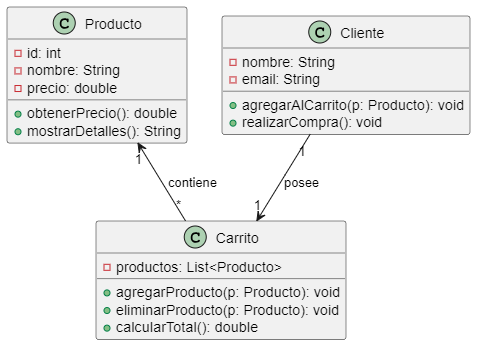 C Producto
id: int
nombre: String
precio: double
obtenerPrecio(): double
mostrarDetalles(): String
C Cliente
nombre: String
email: String
agregarAlCarrito(p: Producto): void
realizarCompra(): void
1
1
contiene
posee
*
1
C Carrito
productos: List<Producto>
agregarProducto(p: Producto): void
eliminarProducto(p: Producto): void
calcularTotal(): double